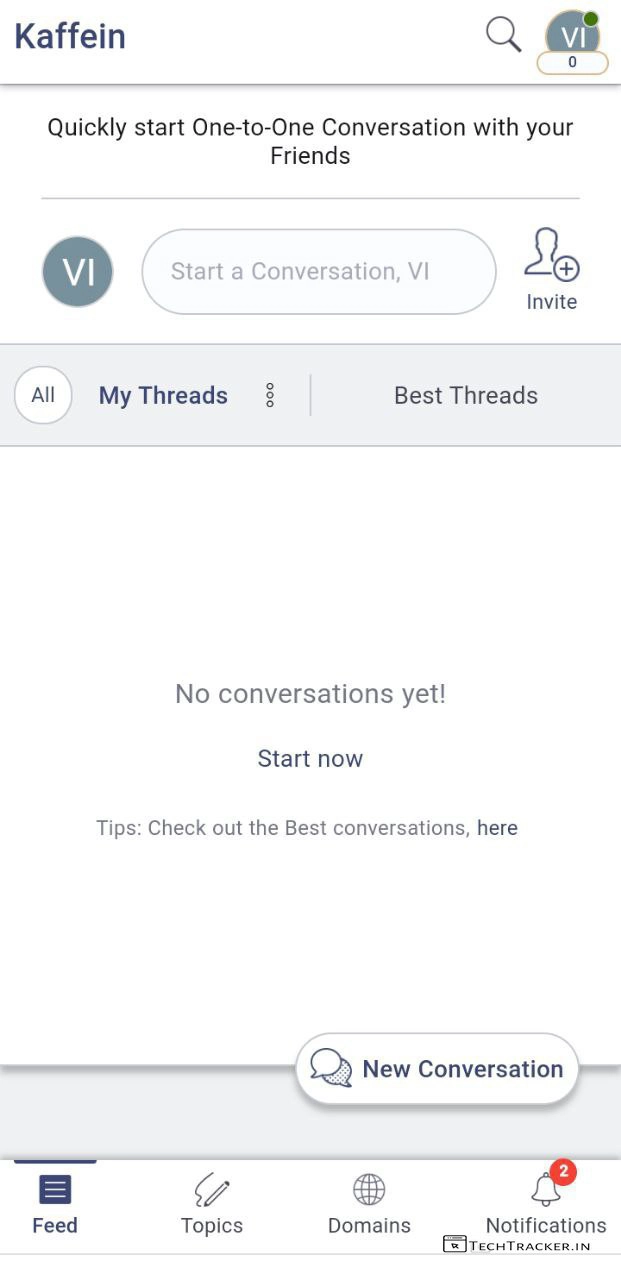 Kaffein
VI
0
Quickly start One-to-One Conversation with your
Friends
VI
Start a Conversation, VI
Invite
All
My Threads
Best Threads
No conversations yet!
Start now
Tips: Check out the Best conversations, here
New Conversation
2
Feed
Topics
Domains
Notifications
TECHTRACKER.IN